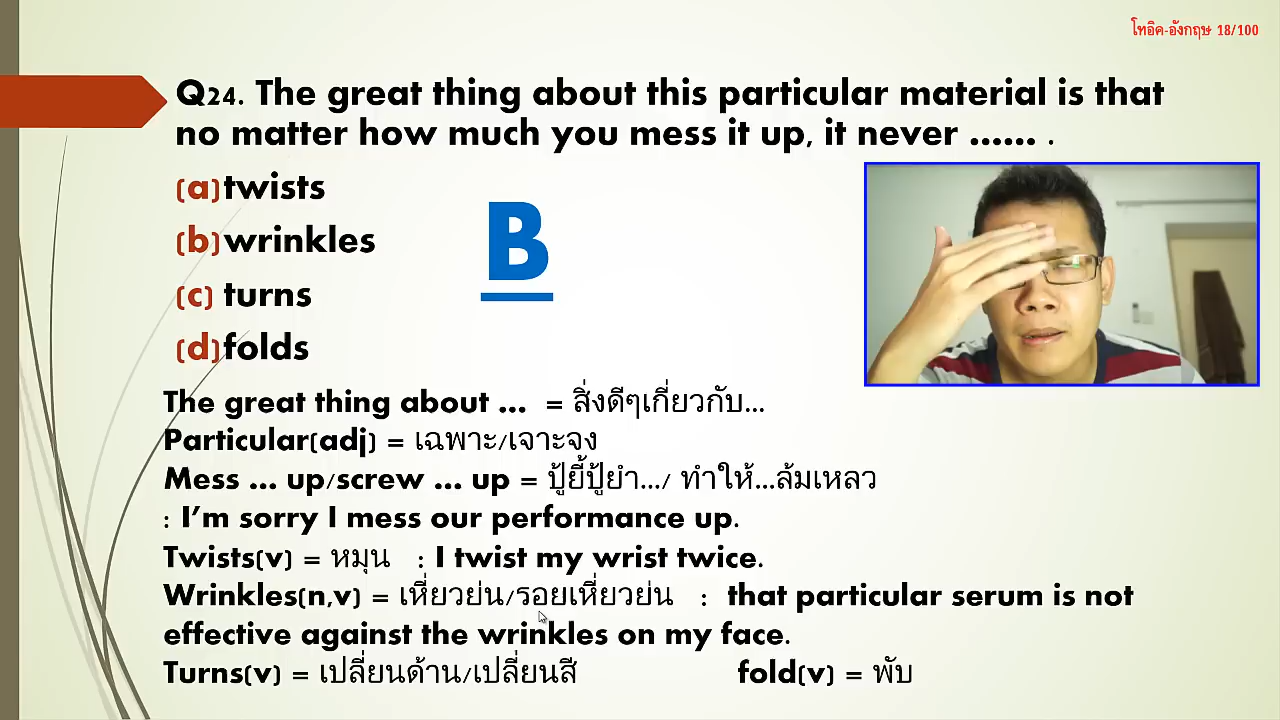 โทอิค-อังกฤษ 18/100
Q24. The great thing about this particular material is that
no matter how much you mess it up, it never ...... .
(a)twists
(b)wrinkles
(c) turns
(d)folds
B
The great thing about ... = สิ่งดีๆเกี่ยวกับ...
Particular(adj) = เฉพาะ/เจาะจง
Mess ... up/screw ... up = ปู้ยี้ปู้ยำ.../ ทำให้...ล้มเหลว
: I'm sorry I mess our performance up.
Twists(v) = หมุน : I twist my wrist twice.
Wrinkles(n,v) = เหี่ยวย่น/รอยเหี่ยวย่น : that particular serum is not
effective against the wrinkles on my face.
Turns(v) = เปลี่ยนด้าน/เปลี่ยนสี fold(v) = พับ